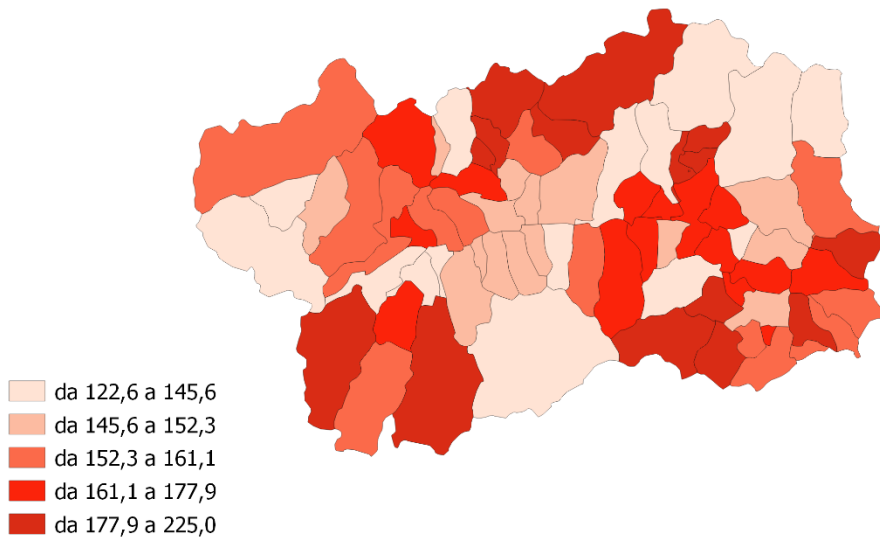 da 122,6 a 145,6
da 145,6 a 152,3
da 152,3 a 161,1
da 161,1 a 177,9
da 177,9 a 225,0